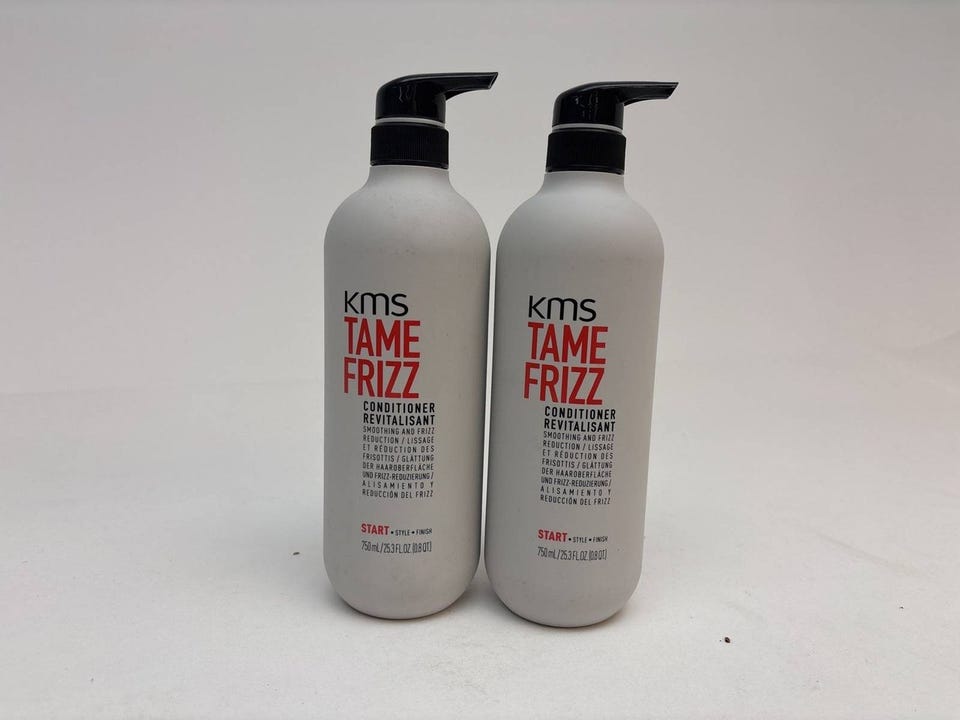 KMS
TAME
FRIZZ
CONDITIONER
REVITALISANT
SMOOTHING AND FRIZZ
REDUCTION / LISSAGE
ET RÉDUCTION DES
FRISOTTIS / GLÄTTUNG
DER HAAROBERFLÄCHE
UND FRIZZ-REDUZIERUNG /
ALISAMIENTO Y
REDUCCIÓN DEL FRIZZ
START • STYLE • FINISH
750 mL / 25.3 FL.OZ. (0.8 QT)
KMS
TAME
FRIZZ
CONDITIONER
REVITALISANT
SMOOTHING AND FRIZZ
REDUCTION / LISSAGE
ET RÉDUCTION DES
FRISOTTIS / GLÄTTUNG
DER HAAROBERFLÄCHE
UND FRIZZ-REDUZIERUNG /
ALISAMIENTO Y
REDUCCIÓN DEL FRIZZ
START • STYLE • FINISH
750 mL / 25.3 FL.OZ. (0.8 QT)